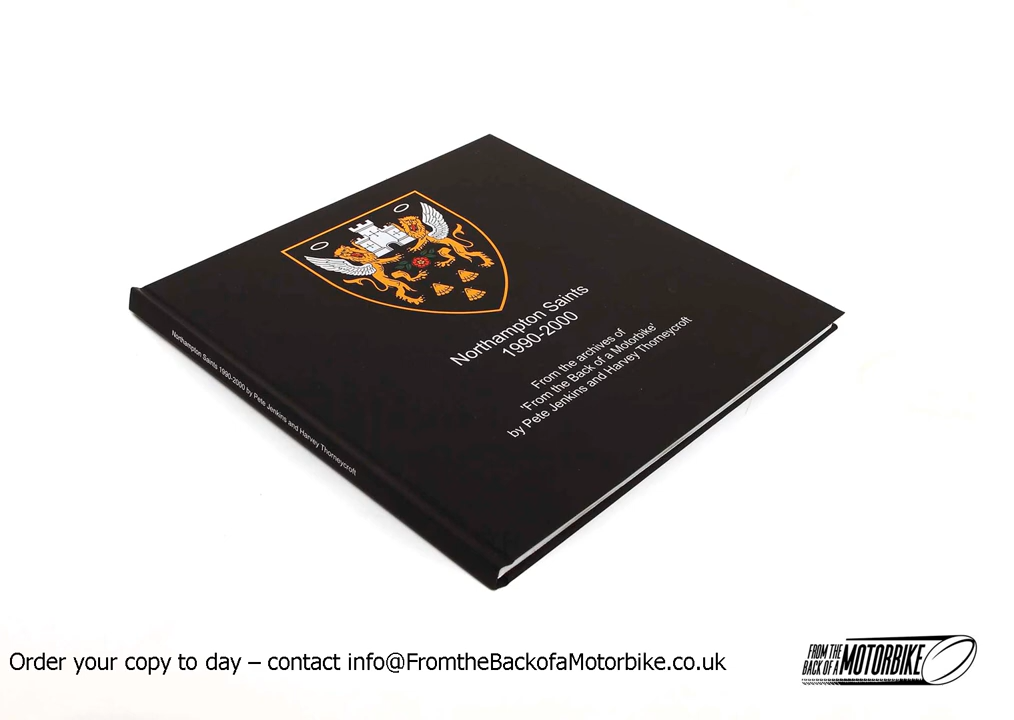 Northampton Saints
1990-2000
From the archives of
'From the Back of a Motorbike'
by Pete Jenkins and Harvey Thorneycroft
Northampton Saints 1990-2000 by Pete Jenkins and Harvey Thorneycroft
Order your copy to day – contact info@FromtheBackofaMotorbike.co.uk
FROM THE
BACK OF A MOTORBIKE